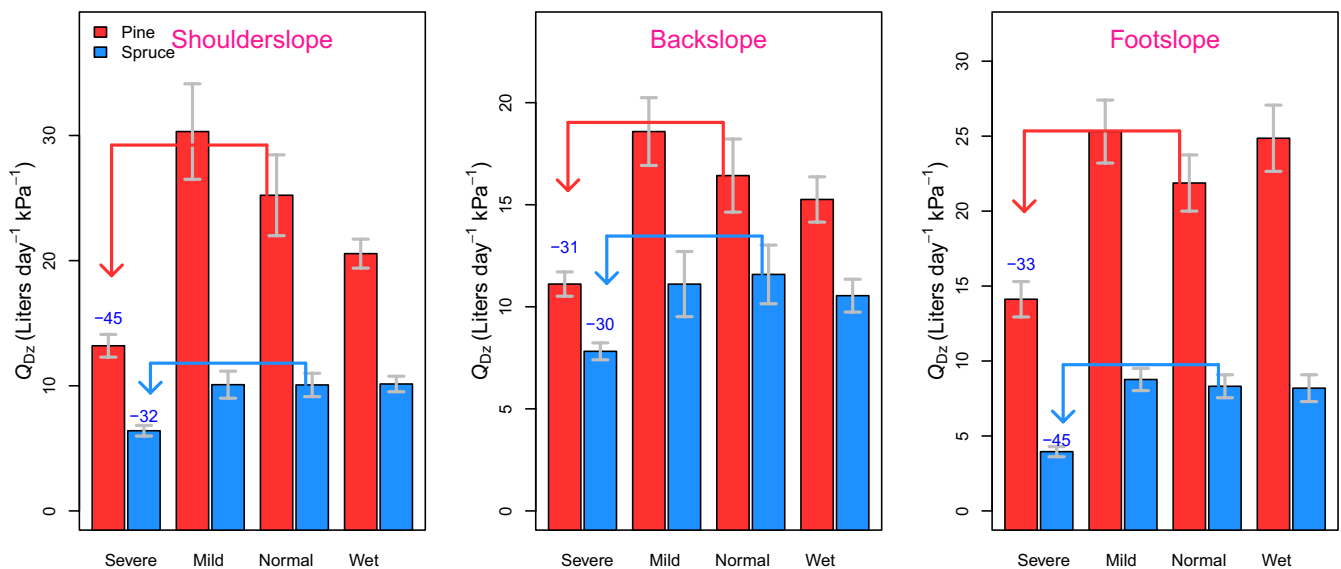 Pine
Spruce
Shoulderslope
Q_Dz (Liters day⁻¹ kPa⁻¹)
30
20
10
0
−45
−32
Severe Mild Normal Wet
Backslope
Q_Dz (Liters day⁻¹ kPa⁻¹)
20
15
10
5
0
−31
−30
Severe Mild Normal Wet
Footslope
Q_Dz (Liters day⁻¹ kPa⁻¹)
30
25
20
15
10
5
0
−33
−45
Severe Mild Normal Wet